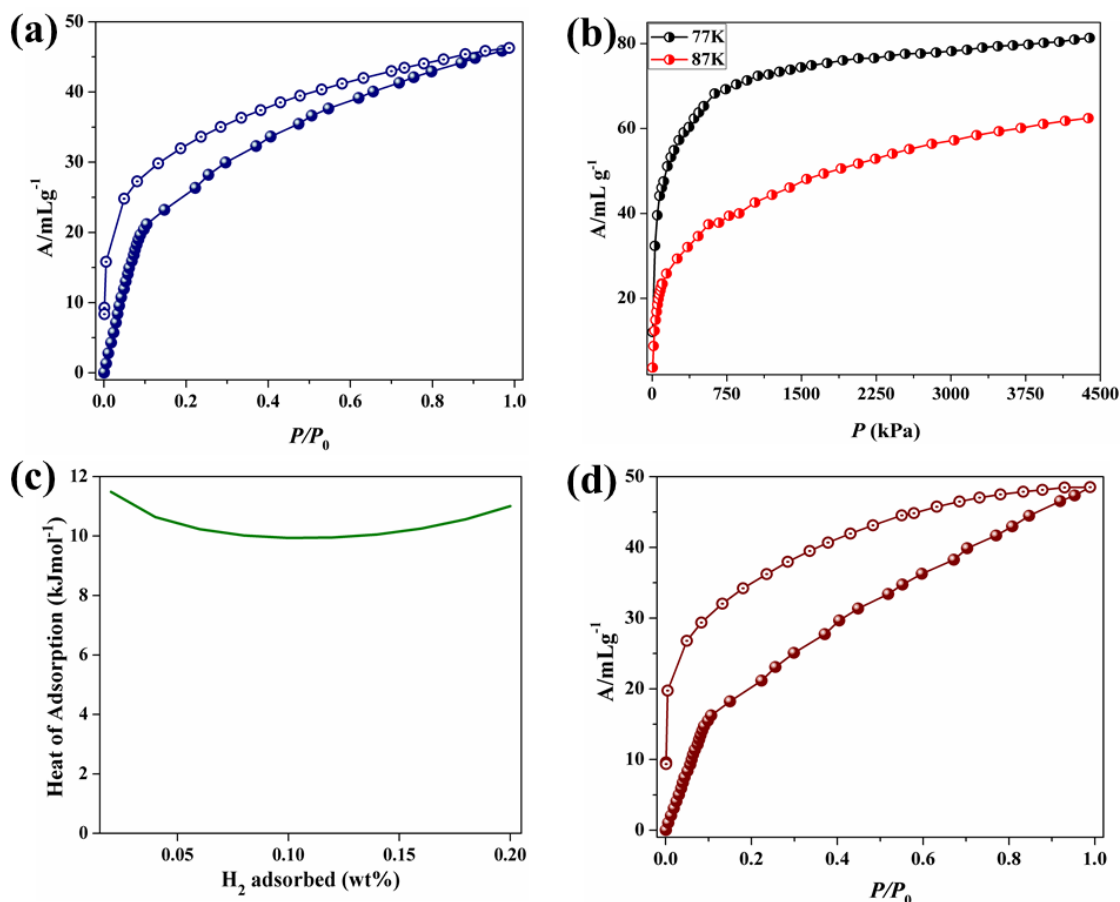 (a)
50
40
30
20
10
0
A/mLg⁻¹
0.0 0.2 0.4 0.6 0.8 1.0
P/P₀
(b)
77K
87K
80
60
40
20
A/mL g⁻¹
0 750 1500 2250 3000 3750 4500
P (kPa)
(c)
12
10
8
6
4
2
0
Heat of Adsorption (kJmol⁻¹)
0.05 0.10 0.15 0.20
H₂ adsorbed (wt%)
(d)
50
40
30
20
10
0
A/mLg⁻¹
0.0 0.2 0.4 0.6 0.8 1.0
P/P₀